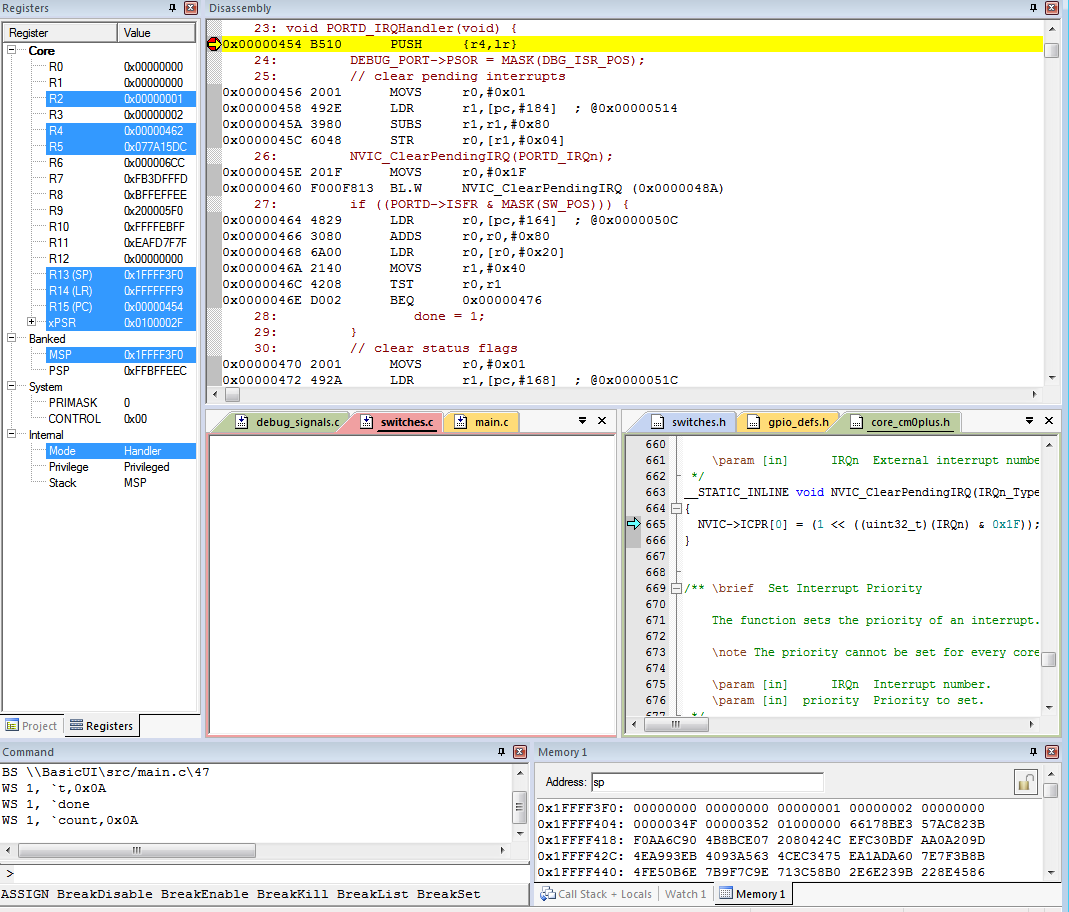 Registers
Register Value
Core
R0 0x00000000
R1 0x00000000
R2 0x00000001
R3 0x00000002
R4 0x00000462
R5 0x077A15DC
R6 0x000006CC
R7 0xFB3DFFFD
R8 0xBFFEFFEE
R9 0x200005F0
R10 0xFFFFEBFF
R11 0xEAFD7F7F
R12 0x00000000
R13 (SP) 0x1FFFF3F0
R14 (LR) 0xFFFFFFF9
R15 (PC) 0x00000454
xPSR 0x0100002F
Banked
MSP 0x1FFFF3F0
PSP 0xFFBFFEEC
System
PRIMASK 0
CONTROL 0x00
Internal
Mode Handler
Privilege Privileged
Stack MSP
Project Registers
Disassembly
23: void PORTD_IRQHandler(void) {
0x00000454 B510 PUSH {r4,lr}
24: DEBUG_PORT->PSOR = MASK(DBG_ISR_POS);
25: // clear pending interrupts
0x00000456 2001 MOVS r0,#0x01
0x00000458 492E LDR r1,[pc,#184] ; @0x00000514
0x0000045A 3980 SUBS r1,r1,#0x80
0x0000045C 6048 STR r0,[r1,#0x04]
26: NVIC_ClearPendingIRQ(PORTD_IRQn);
0x0000045E 201F MOVS r0,#0x1F
0x00000460 F000F813 BL.W NVIC_ClearPendingIRQ (0x0000048A)
27: if ((PORTD->ISFR & MASK(SW_POS))) {
0x00000464 4829 LDR r0,[pc,#164] ; @0x0000050C
0x00000466 3080 ADDS r0,r0,#0x80
0x00000468 6A00 LDR r0,[r0,#0x20]
0x0000046A 2140 MOVS r1,#0x40
0x0000046C 4208 TST r0,r1
0x0000046E D002 BEQ 0x00000476
28: done = 1;
29: }
30: // clear status flags
0x00000470 2001 MOVS r0,#0x01
0x00000472 492A LDR r1,[pc,#168] ; @0x0000051C
debug_signals.c switches.c main.c
switches.h gpio_defs.h core_cm0plus.h
660
661 \param [in] IRQn External interrupt numbe
662 */
663 __STATIC_INLINE void NVIC_ClearPendingIRQ(IRQn_Type
664 {
665 NVIC->ICPR[0] = (1 << ((uint32_t)(IRQn) & 0x1F));
666 }
667
668
669 /** \brief Set Interrupt Priority
670
671 The function sets the priority of an interrupt.
672
673 \note The priority cannot be set for every core
674
675 \param [in] IRQn Interrupt number.
676 \param [in] priority Priority to set.
677 */
Command
BS \\BasicUI\src/main.c\47
WS 1, `t,0x0A
WS 1, `done
WS 1, `count,0x0A
>
ASSIGN BreakDisable BreakEnable BreakKill BreakList BreakSet
Memory 1
Address: sp
0x1FFFF3F0: 00000000 00000000 00000001 00000002 00000000
0x1FFFF404: 0000034F 00000352 01000000 66178BE3 57AC823B
0x1FFFF418: F0AA6C90 4B8BCE07 2080424C EFC30BDF AA0A209D
0x1FFFF42C: 4EA993EB 4093A563 4CEC3475 EA1ADA60 7E7F3B8B
0x1FFFF440: 4FE50B6E 7B9F7C9E 713C58B0 2E6E239B 228E4586
Call Stack + Locals Watch 1 Memory 1